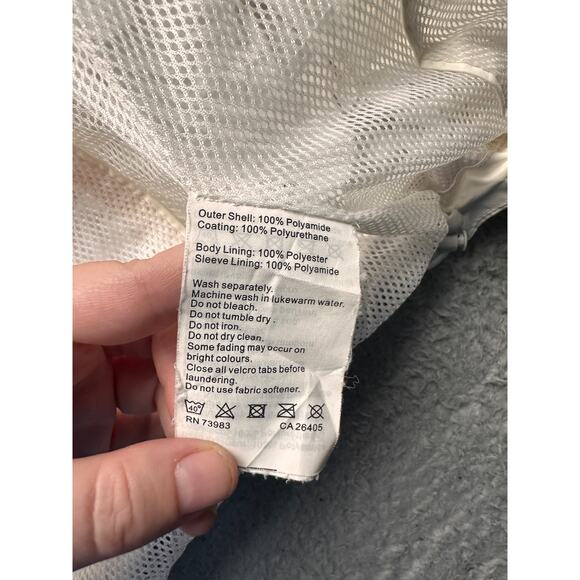 Outer Shell: 100% Polyamide
Coating: 100% Polyurethane
Body Lining: 100% Polyester
Sleeve Lining: 100% Polyamide
Wash separately.
Machine wash in lukewarm water.
Do not bleach.
Do not tumble dry .
Do not iron.
Do not dry clean.
Some fading may occur on
bright colours.
Close all velcro tabs before
laundering.
Do not use fabric softener.
40°
RN 73983 CA 26405